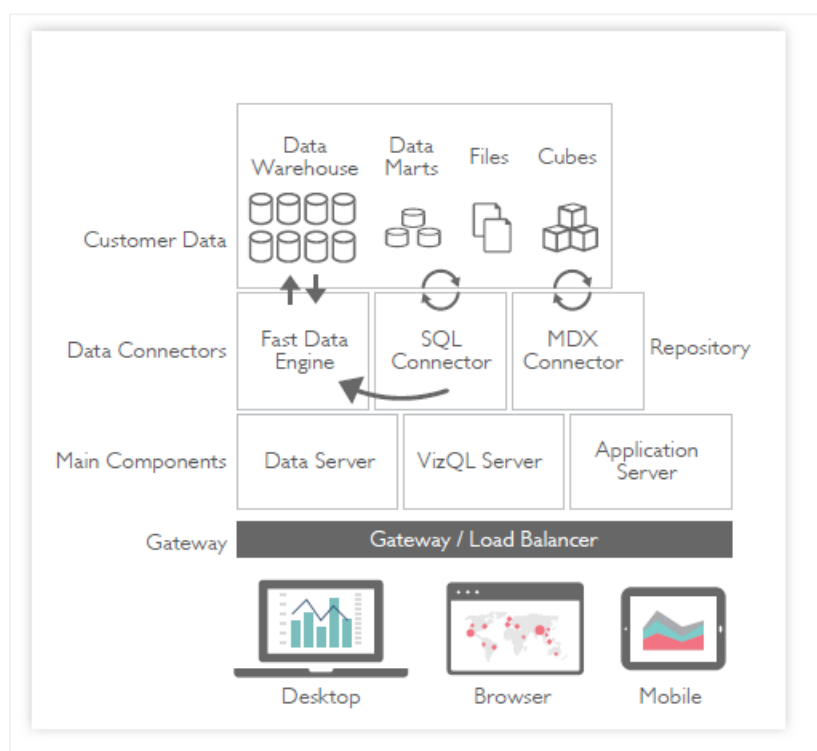 Data
Warehouse
Data
Marts
Files
Cubes
Customer Data
Data Connectors
Fast Data
Engine
SQL
Connector
MDX
Connector
Repository
Main Components
Data Server
VizQL Server
Application
Server
Gateway
Gateway / Load Balancer
Desktop
Browser
Mobile